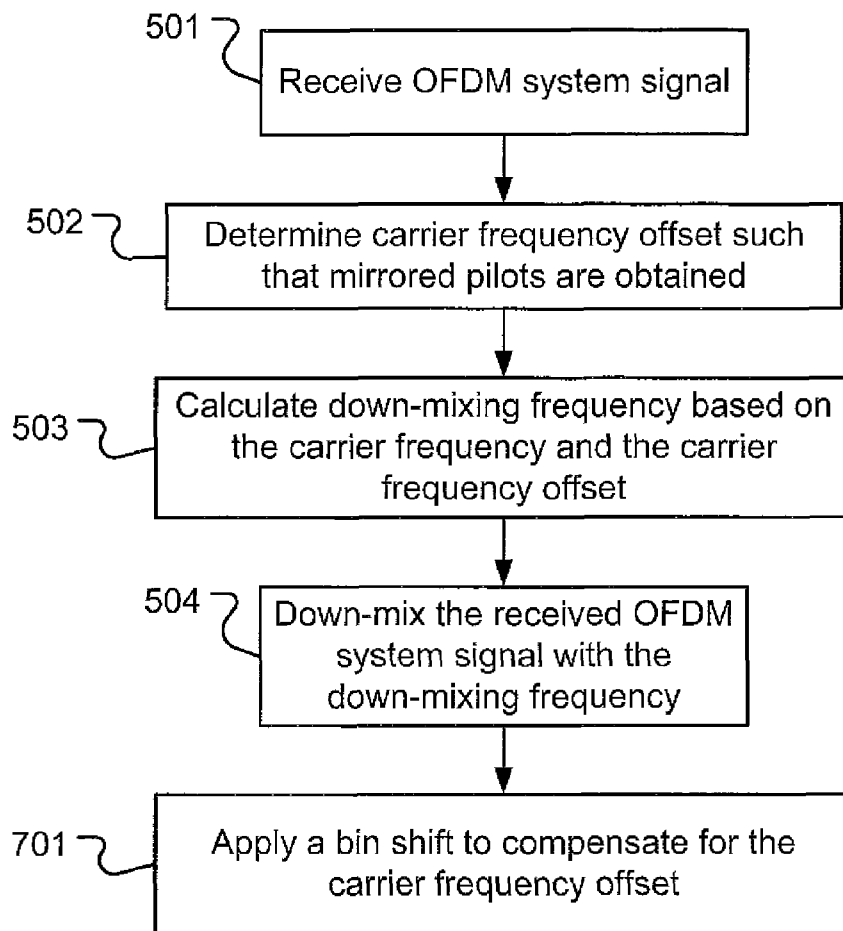 501
Receive OFDM system signal
502
Determine carrier frequency offset such
that mirrored pilots are obtained
503
Calculate down-mixing frequency based on
the carrier frequency and the carrier
frequency offset
504
Down-mix the received OFDM
system signal with the
down-mixing frequency
701
Apply a bin shift to compensate for the
carrier frequency offset